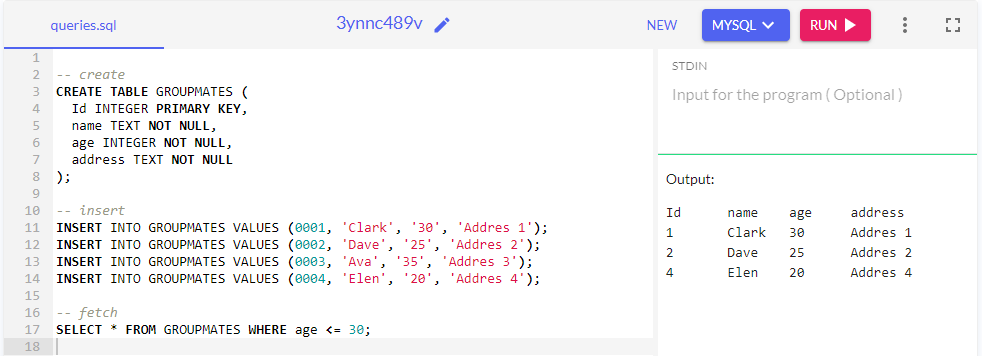 queries.sql
3ynnc489v
NEW
MYSQL
RUN
1
2 -- create
3 CREATE TABLE GROUPMATES (
4   Id INTEGER PRIMARY KEY,
5   name TEXT NOT NULL,
6   age INTEGER NOT NULL,
7   address TEXT NOT NULL
8 );
9
10 -- insert
11 INSERT INTO GROUPMATES VALUES (0001, 'Clark', '30', 'Addres 1');
12 INSERT INTO GROUPMATES VALUES (0002, 'Dave', '25', 'Addres 2');
13 INSERT INTO GROUPMATES VALUES (0003, 'Ava', '35', 'Addres 3');
14 INSERT INTO GROUPMATES VALUES (0004, 'Elen', '20', 'Addres 4');
15
16 -- fetch
17 SELECT * FROM GROUPMATES WHERE age <= 30;
18
STDIN
Input for the program ( Optional )
Output:
Id name age address
1 Clark 30 Addres 1
2 Dave 25 Addres 2
4 Elen 20 Addres 4